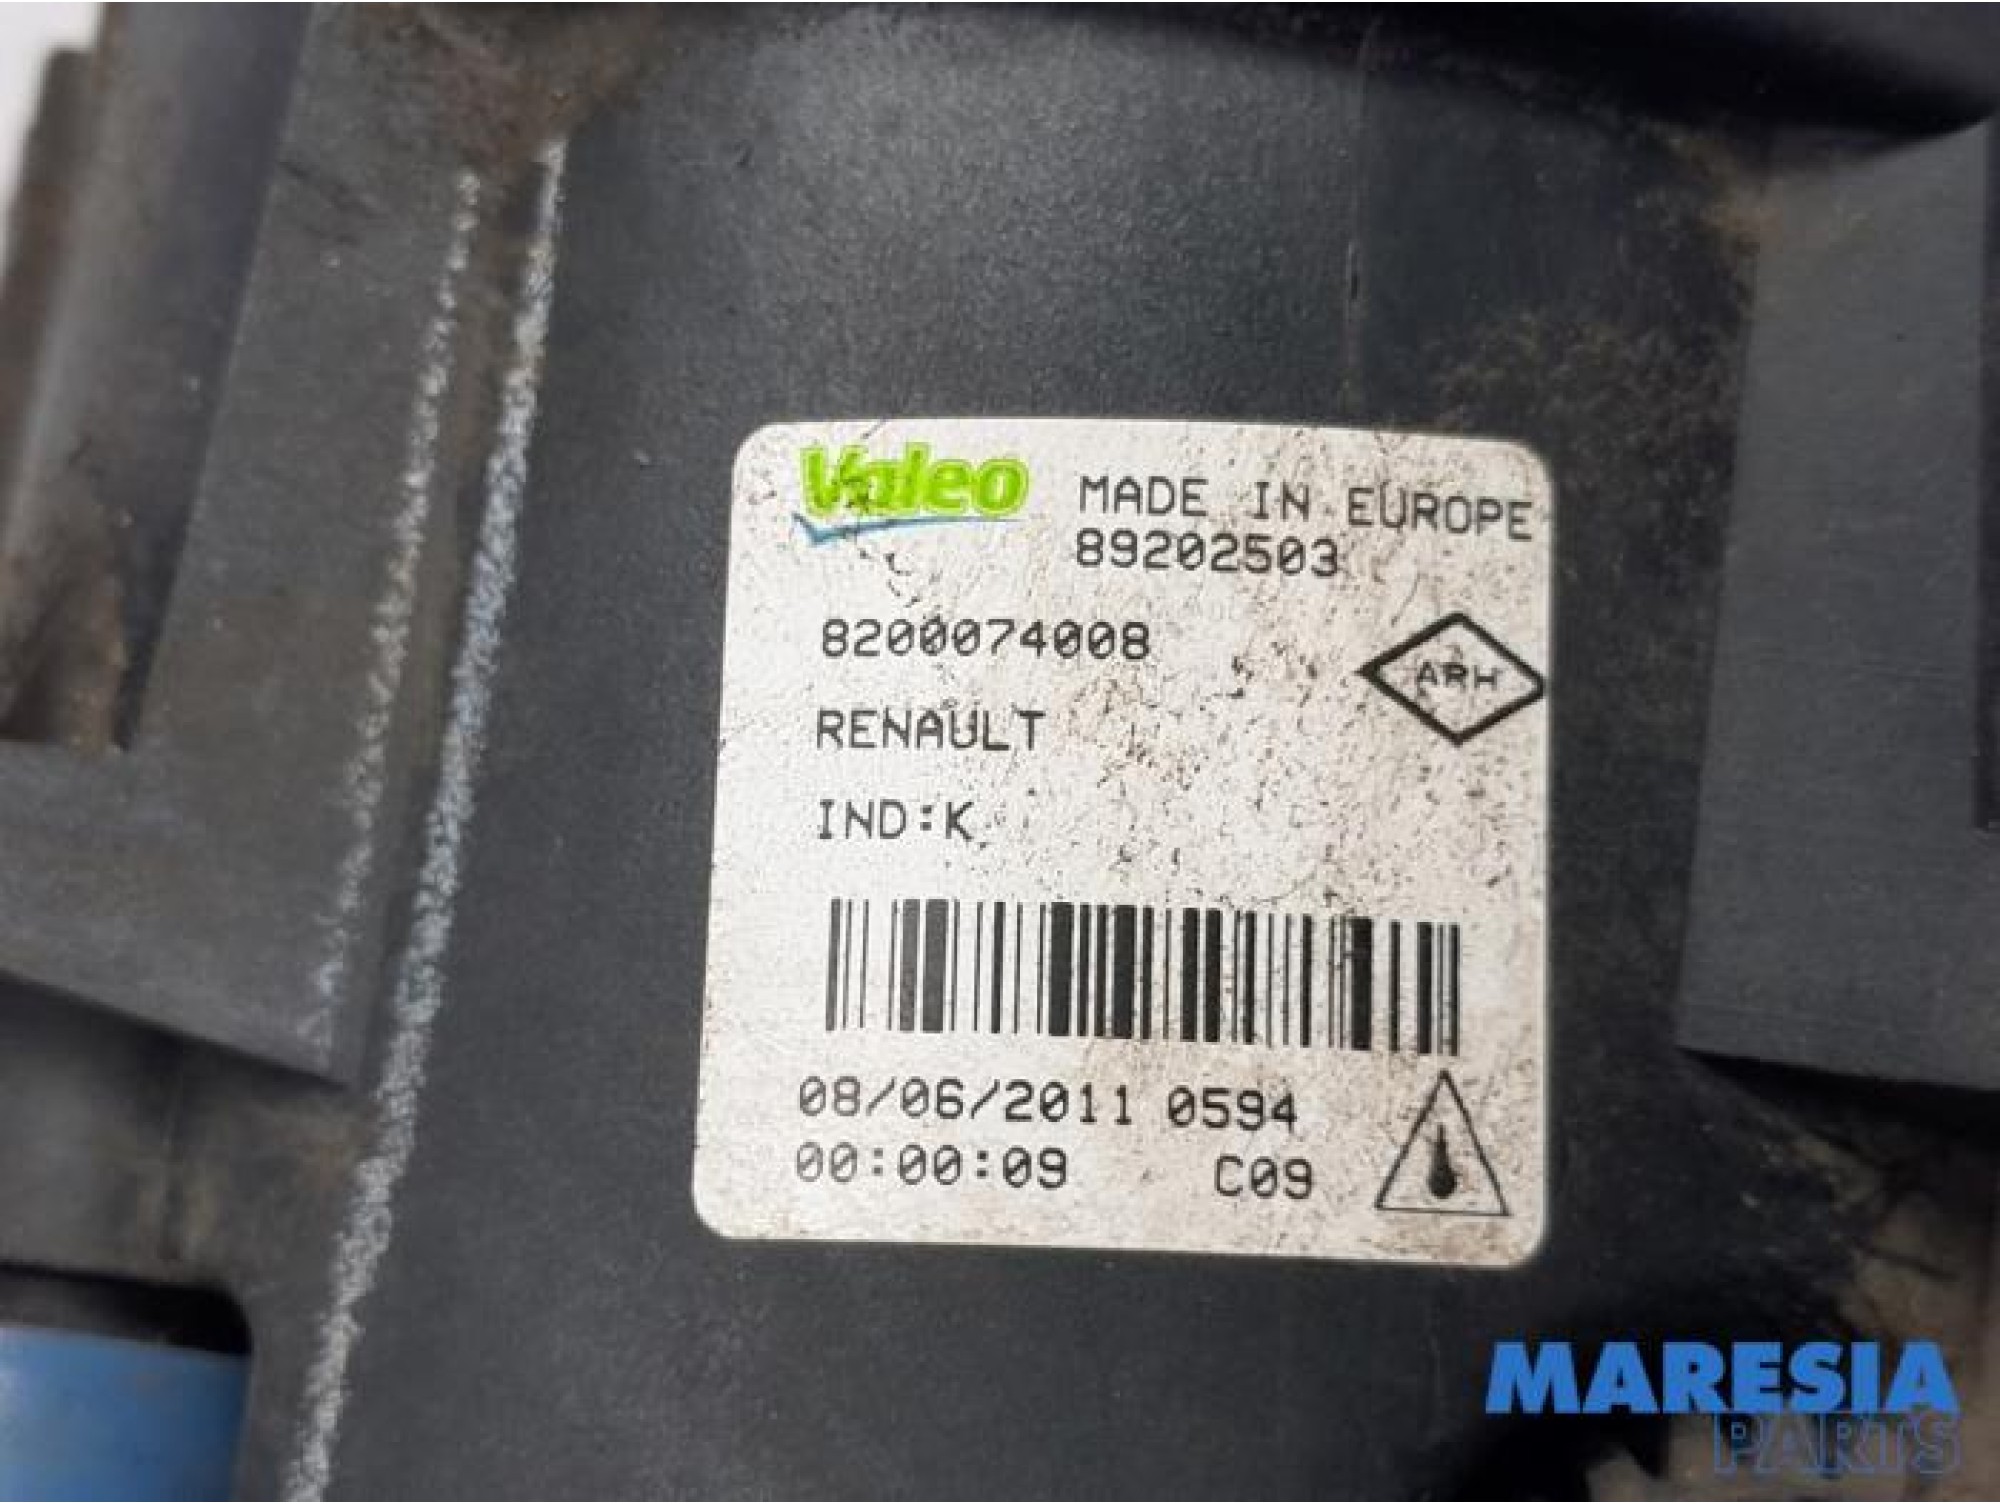 Valeo MADE IN EUROPE
89202503
8200074008
ARH
RENAULT
IND:K
08/06/2011 0594
00:00:09 C09
MARESIA
PARTS